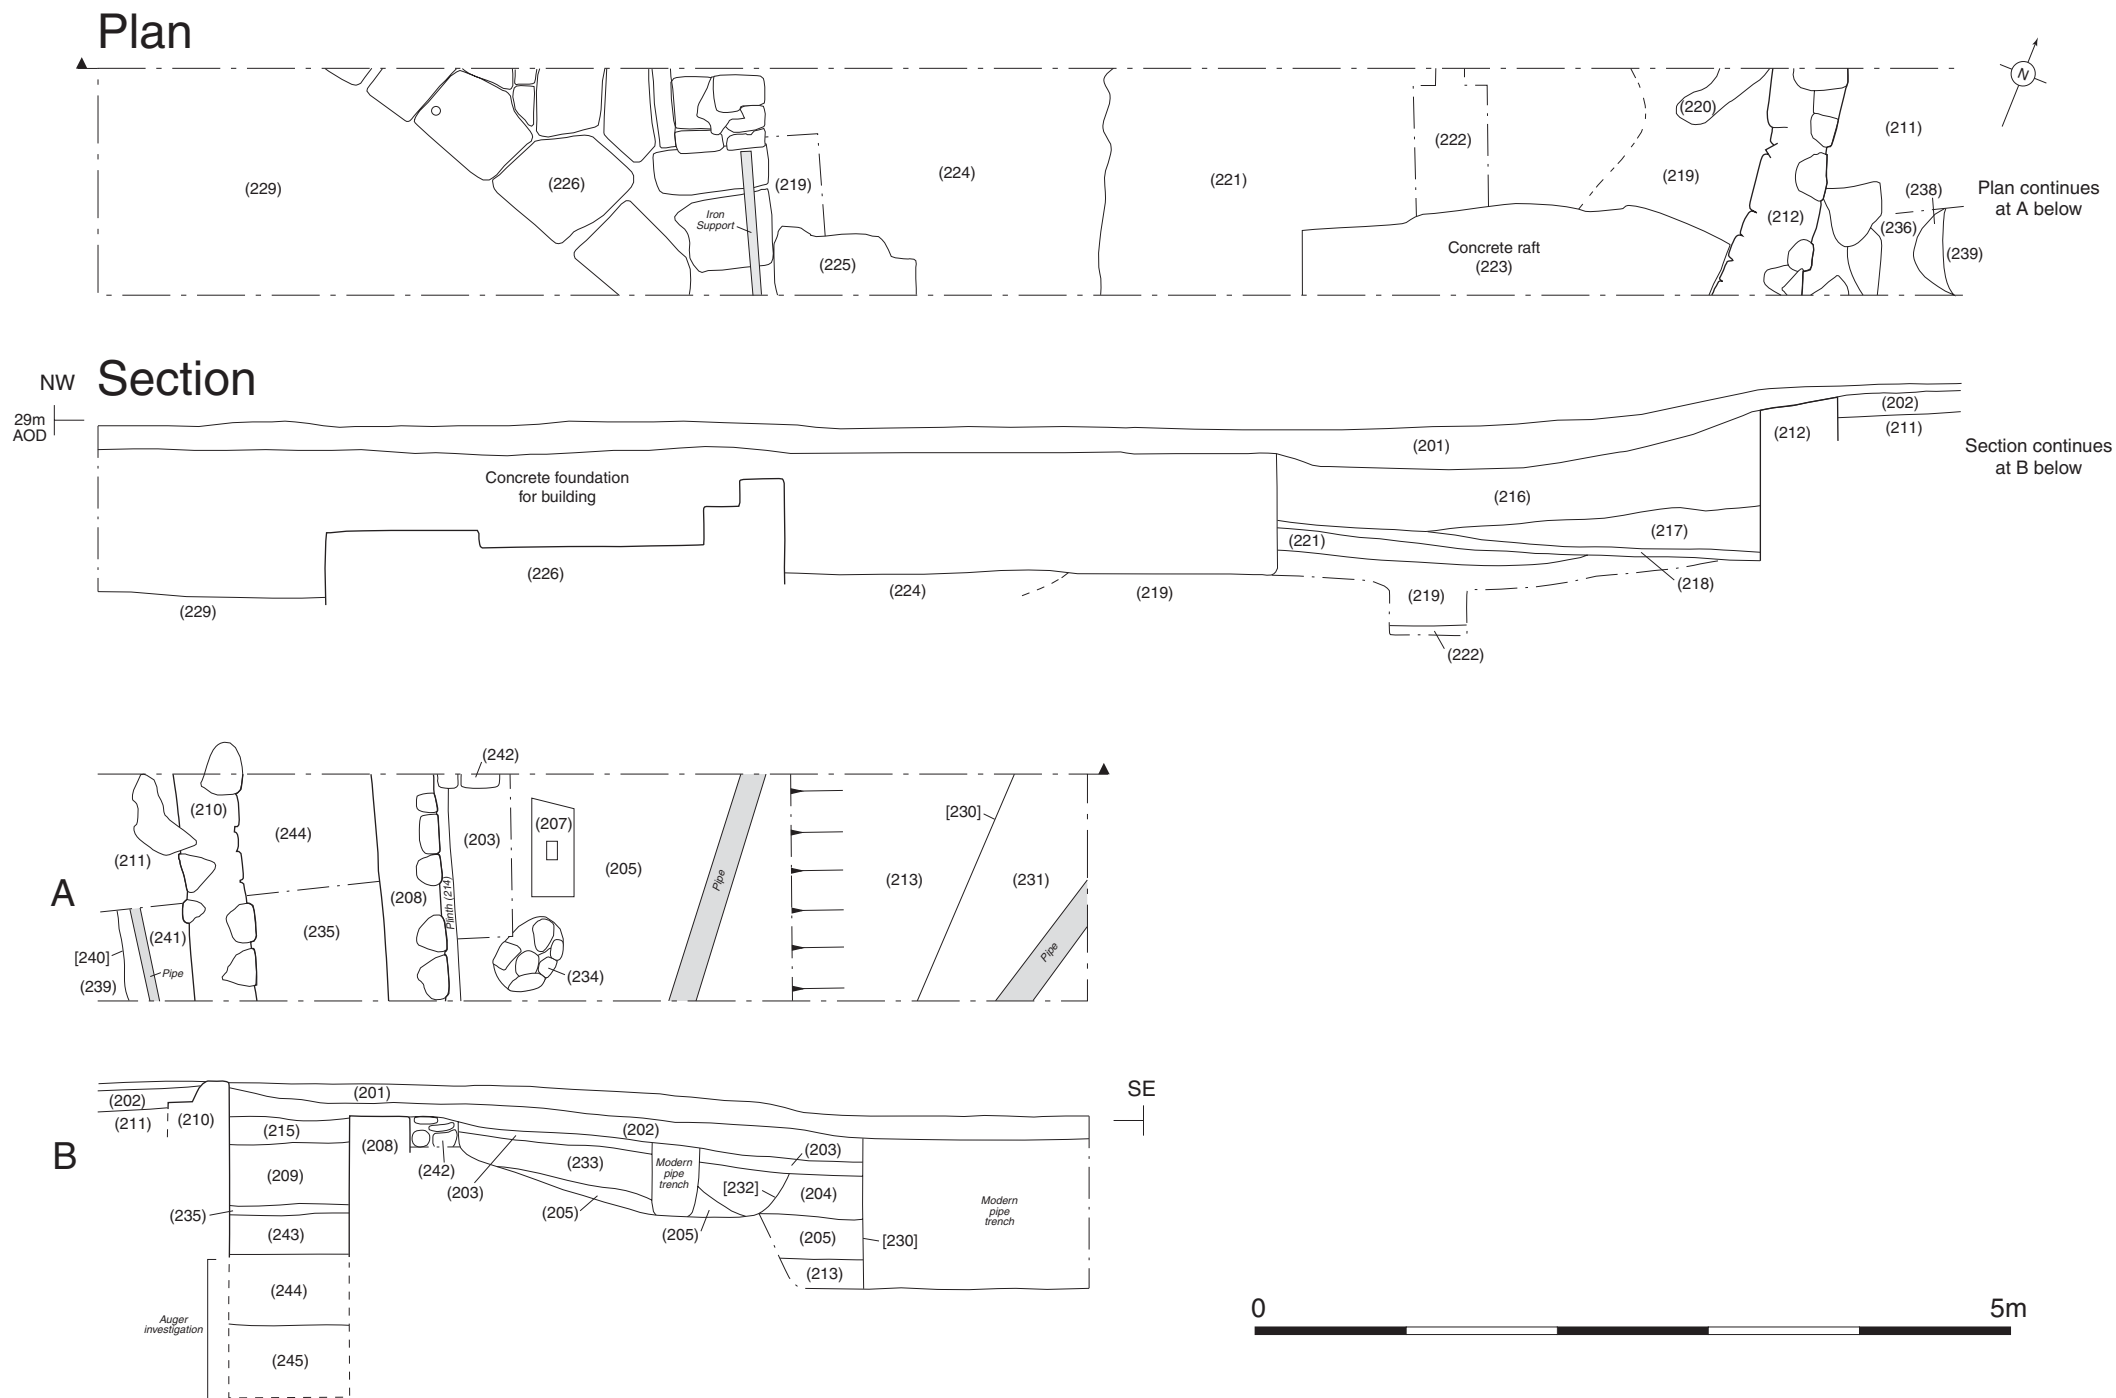 Plan
N
(229)
(226)
Iron
Support
(219)
(225)
(224)
(221)
(222)
Concrete raft
(223)
(219)
(220)
(212)
(211)
(238)
(236)
(239)
Plan continues
at A below
Section
NW
29m
AOD
Concrete foundation
for building
(229)
(226)
(224)
(219)
(201)
(216)
(217)
(221)
(218)
(219)
(222)
(212)
(202)
(211)
Section continues
at B below
A
(242)
(210)
(244)
(211)
(203)
(207)
[230]
(205)
(213)
(231)
(208)
Plinth (214)
Pipe
(241)
(235)
[240]
Pipe
(239)
(234)
Pipe
B
SE
(201)
(202)
(211)
(210)
(215)
(208)
(242)
(202)
(203)
(233)
Modern
pipe
trench
(203)
[232]
(204)
(209)
(205)
(205)
(235)
(243)
(205)
[230]
(213)
Modern
pipe
trench
(244)
Auger
investigation
(245)
0 5m